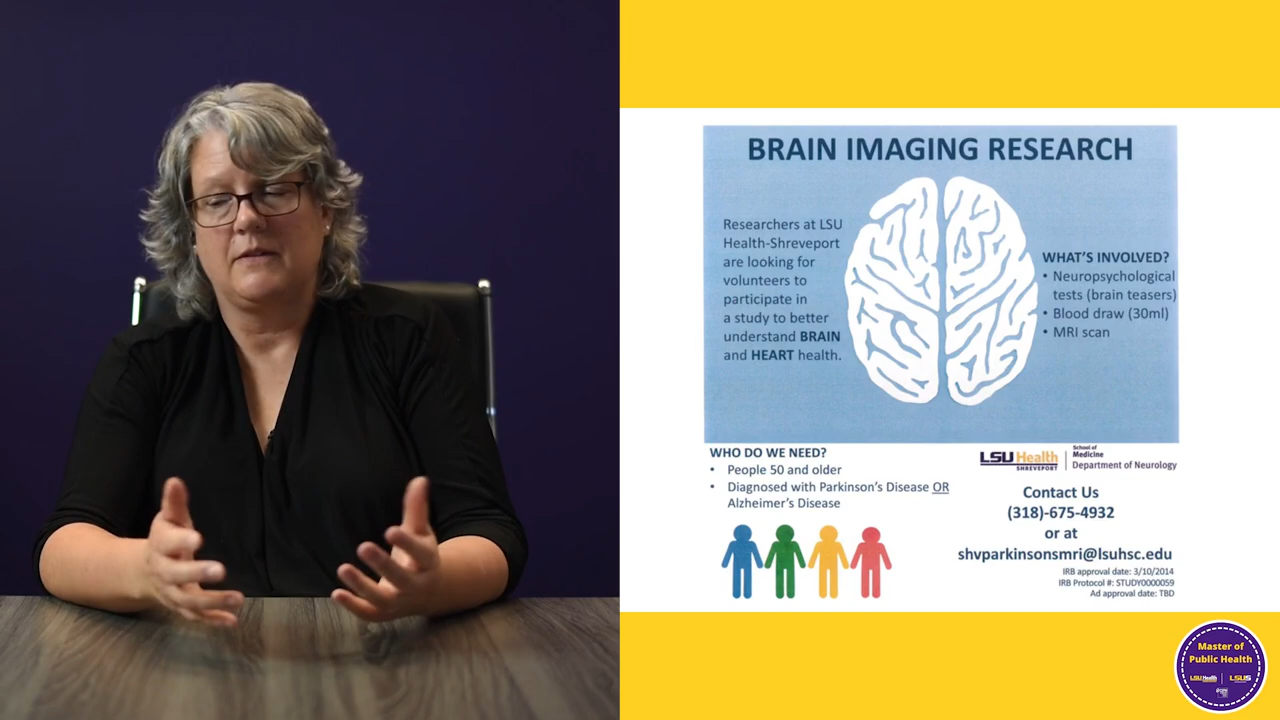 BRAIN IMAGING RESEARCH
Researchers at LSU
Health-Shreveport
are looking for
volunteers to
participate in
a study to better
understand BRAIN
and HEART health.
WHAT'S INVOLVED?
• Neuropsychological
tests (brain teasers)
• Blood draw (30ml)
• MRI scan
WHO DO WE NEED?
• People 50 and older
• Diagnosed with Parkinson's Disease OR
Alzheimer's Disease
LSU Health
SHREVEPORT
School of
Medicine
Department of Neurology
Contact Us
(318)-675-4932
or at
shvparkinsonsmri@lsuhsc.edu
IRB approval date: 3/10/2014
IRB Protocol #: STUDY0000059
Ad approval date: TBD
Master of
Public Health
LSU Health
LSUS